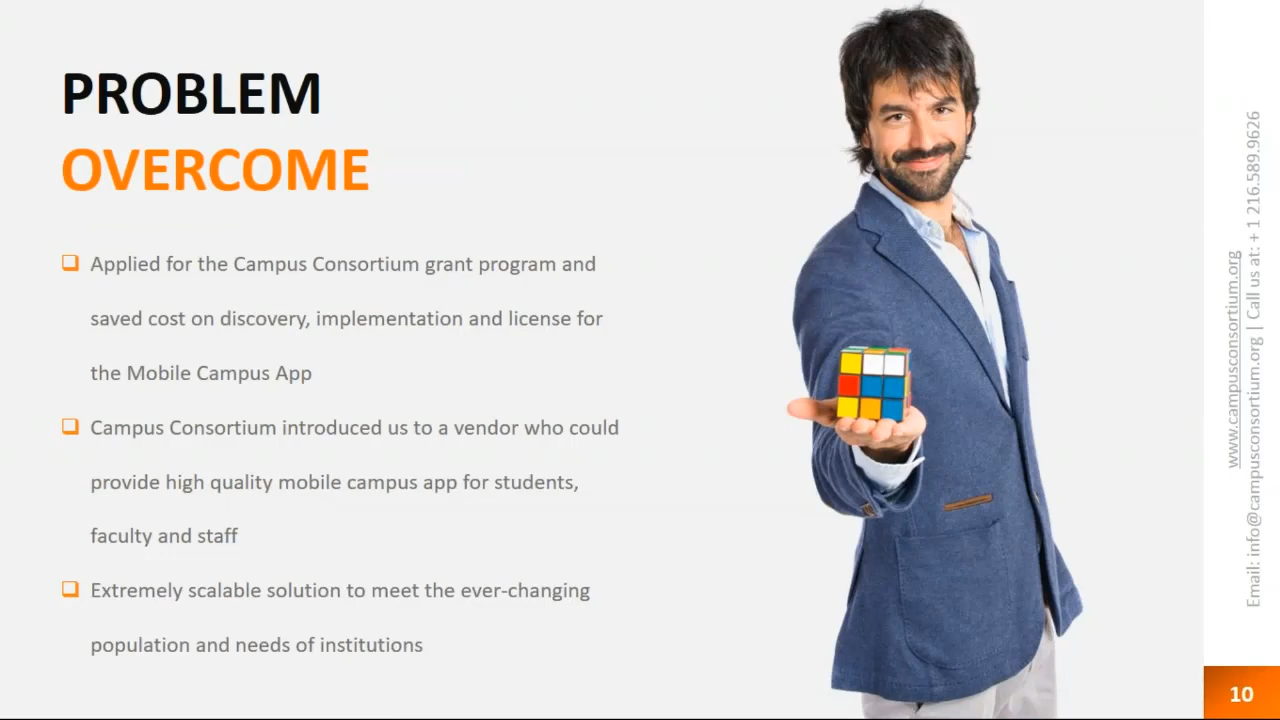 PROBLEM
OVERCOME
❑ Applied for the Campus Consortium grant program and
saved cost on discovery, implementation and license for
the Mobile Campus App
❑ Campus Consortium introduced us to a vendor who could
provide high quality mobile campus app for students,
faculty and staff
❑ Extremely scalable solution to meet the ever-changing
population and needs of institutions
www.campusconsortium.org
Email: info@campusconsortium.org | Call us at: + 1 216.589.9626
10